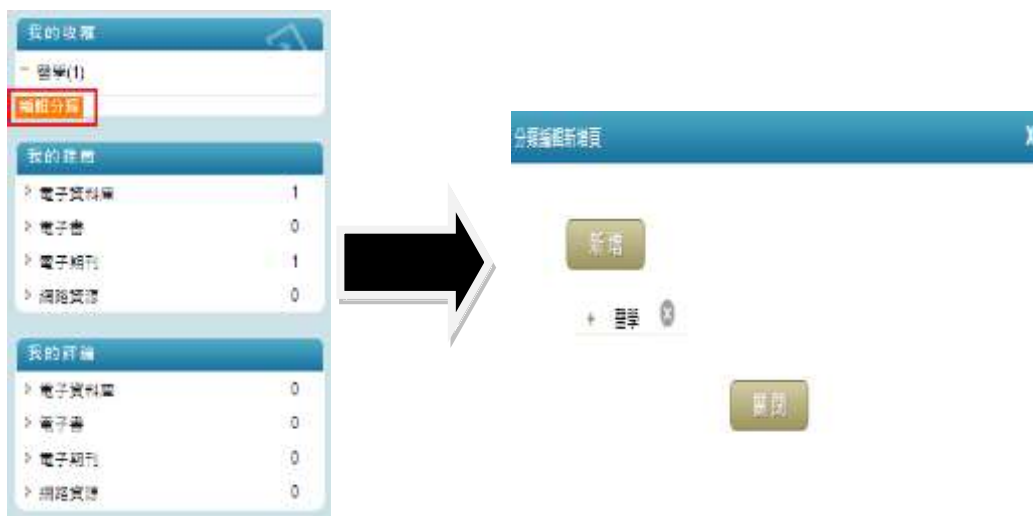 我的收藏
醫學(1)
編輯分類
我的推薦
電子資料庫 1
電子書 0
電子期刊 1
網路資源 0
我的評論
電子資料庫 0
電子書 0
電子期刊 0
網路資源 0
分類編輯新增頁 X
新增
+ 醫學
關閉